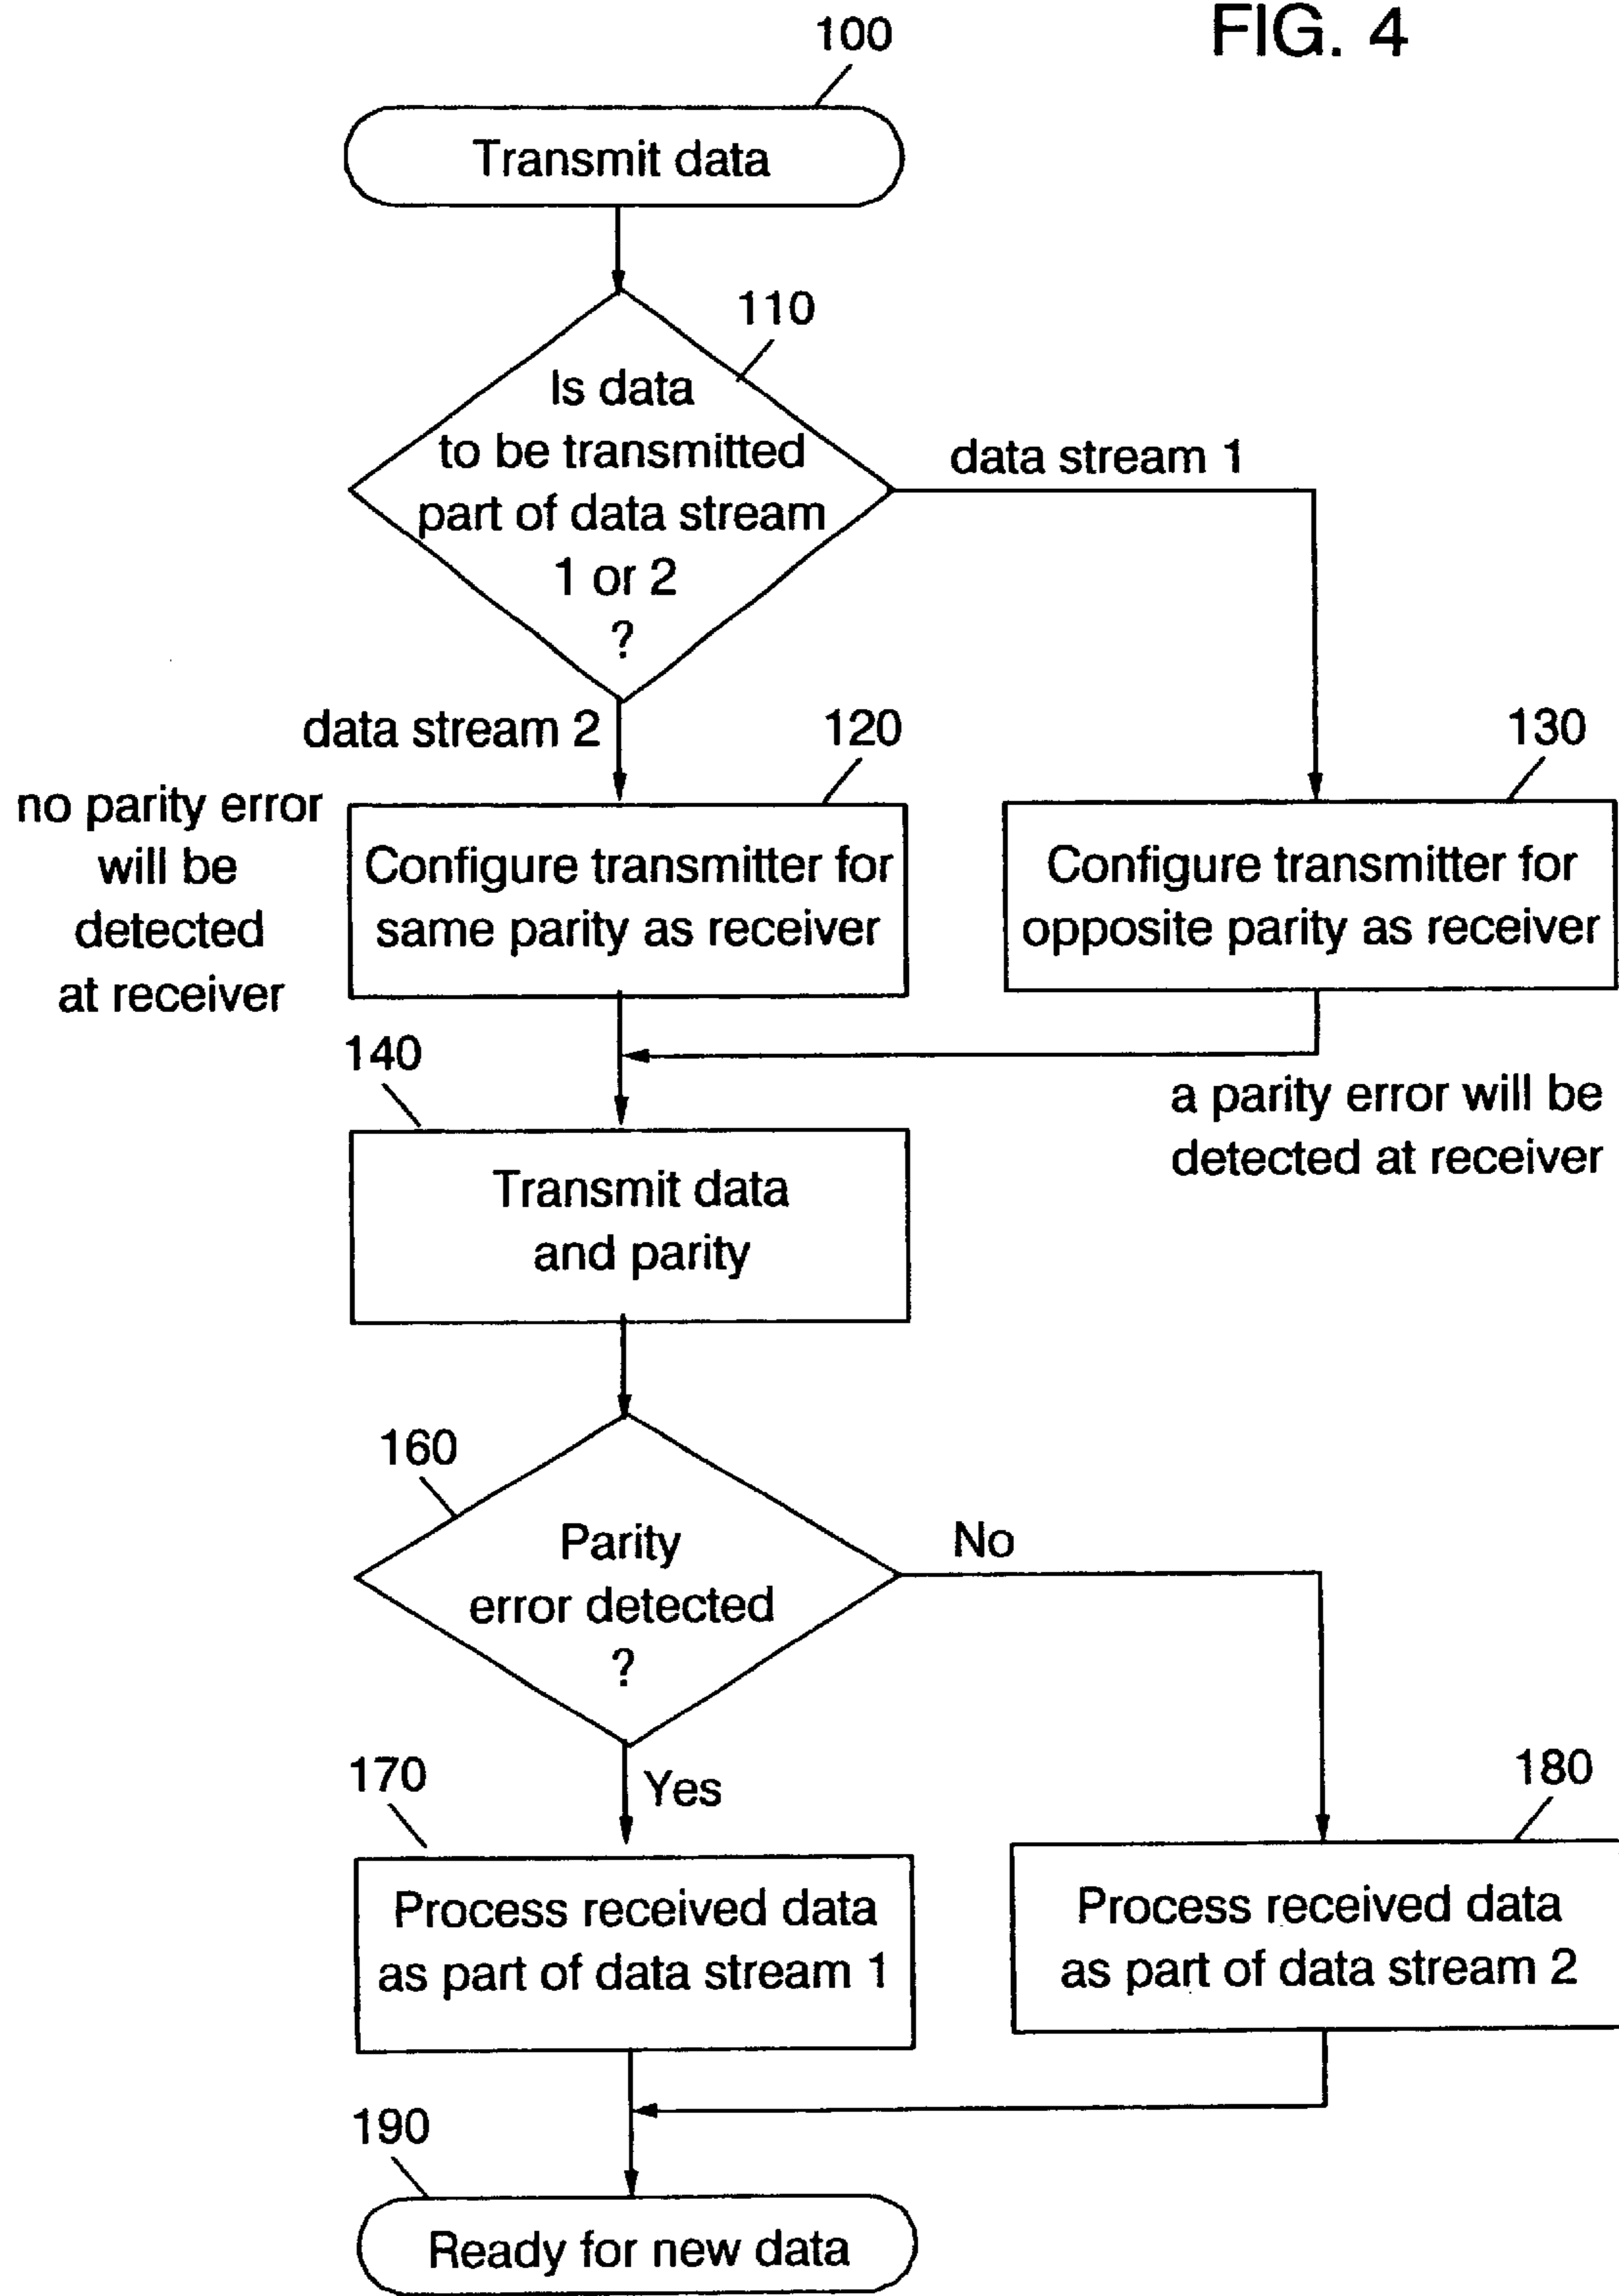 FIG. 4
100
Transmit data
110
Is data
to be transmitted
part of data stream
1 or 2
?
data stream 1
data stream 2
120
130
no parity error
will be
detected
at receiver
Configure transmitter for
same parity as receiver
Configure transmitter for
opposite parity as receiver
140
a parity error will be
detected at receiver
Transmit data
and parity
160
Parity
error detected
?
No
Yes
170
180
Process received data
as part of data stream 1
Process received data
as part of data stream 2
190
Ready for new data